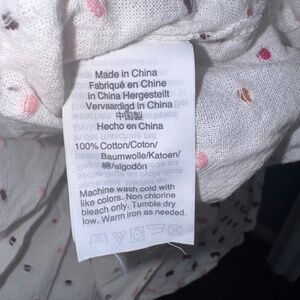 Made in China
Fabriqué en Chine
in China Hergestellt
Vervaardigd in China
中国製
Hecho en China
100% Cotton/Coton/
Baumwolle/Katoen/
綿/algodón
Machine wash cold with
like colors. Non chlorine
bleach only. Tumble dry
low. Warm iron as needed.